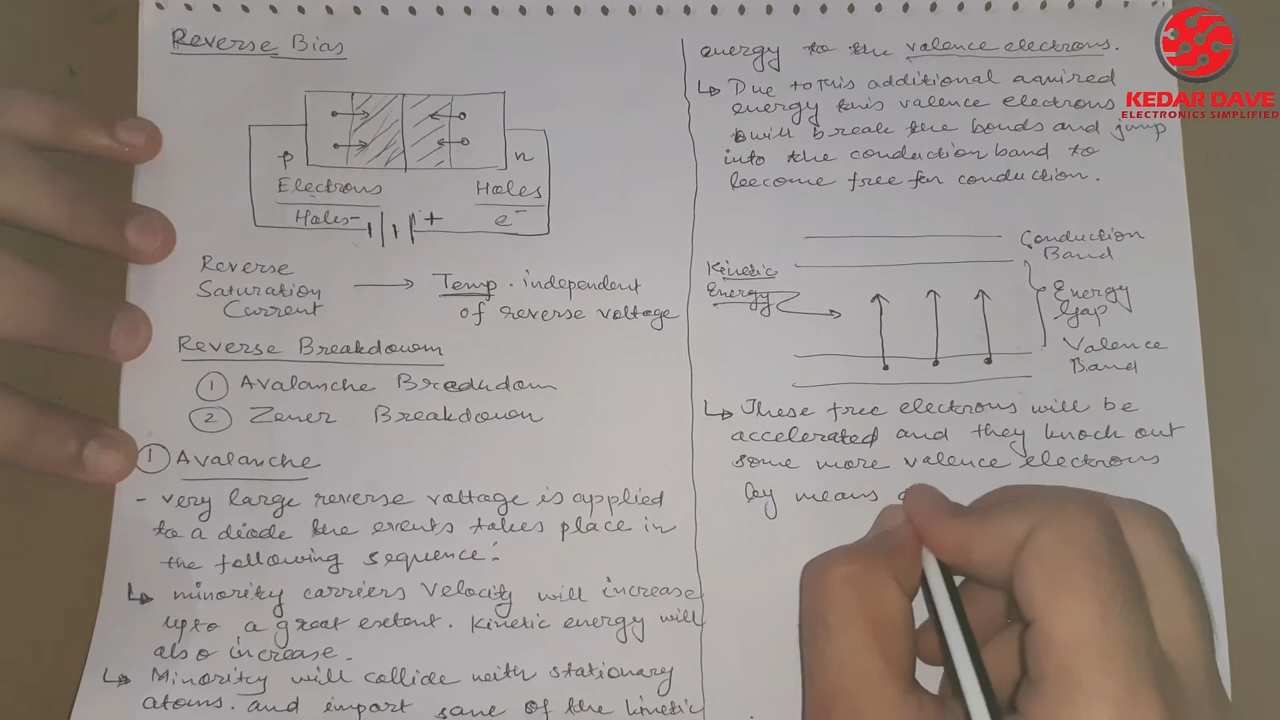 Reverse Bias
p
n
Electrons
Holes
Holes
e-
- +
Reverse
Saturation
Current
Temp. independent
of reverse voltage
Reverse Breakdown
1 Avalanche Breakdown
2 Zener Breakdown
1 Avalanche
- very large reverse voltage is applied
to a diode the events takes place in
the following sequence:
↳ minority carriers velocity will increase
upto a great extent. Kinetic energy will
also increase.
↳ Minority will collide with stationary
atoms. and impart some of the kinetic
energy to the valence electrons.
↳ Due to this additional aquired
energy this valence electrons
will break the bonds and jump
into the conduction band to
become free for conduction.
Conduction
Band
Kinetic
Energy
Energy
Gap
Valence
Band
↳ These free electrons will be
accelerated and they knock out
some more valence electrons
by means
KEDAR DAVE
ELECTRONICS SIMPLIFIED